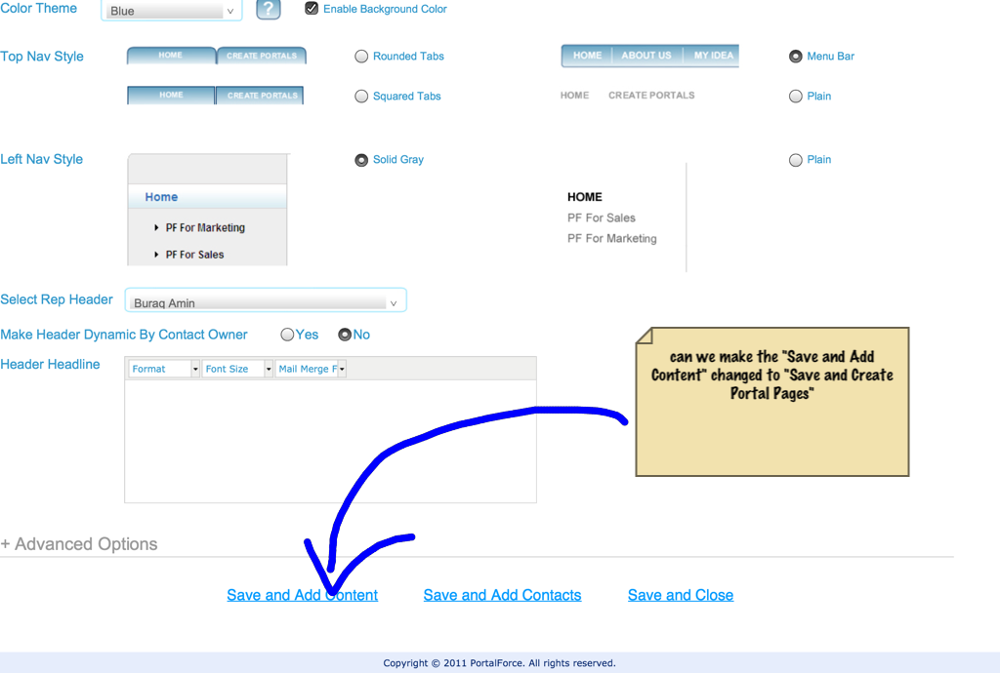 Color Theme
Blue
?
Enable Background Color
Top Nav Style
HOME CREATE PORTALS
Rounded Tabs
HOME ABOUT US MY IDEA
Menu Bar
HOME CREATE PORTALS
Squared Tabs
HOME CREATE PORTALS
Plain
Left Nav Style
Home
PF For Marketing
PF For Sales
Solid Gray
HOME
PF For Sales
PF For Marketing
Plain
Select Rep Header
Buraq Amin
Make Header Dynamic By Contact Owner
Yes
No
Header Headline
Format
Font Size
Mail Merge F
can we make the "Save and Add
Content" changed to "Save and Create
Portal Pages"
+ Advanced Options
Save and Add Content
Save and Add Contacts
Save and Close
Copyright © 2011 PortalForce. All rights reserved.